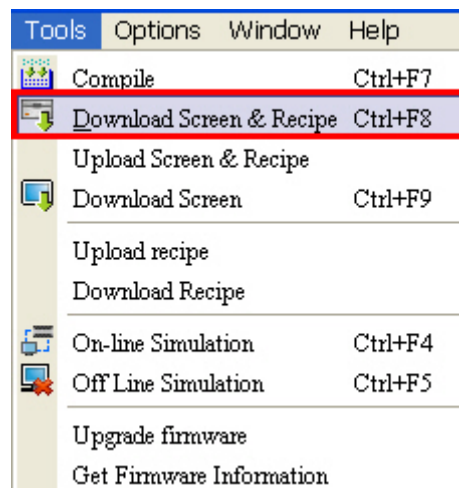 Tools Options Window Help
Compile Ctrl+F7
Download Screen & Recipe Ctrl+F8
Upload Screen & Recipe
Download Screen Ctrl+F9
Upload recipe
Download Recipe
On-line Simulation Ctrl+F4
Off Line Simulation Ctrl+F5
Upgrade firmware
Get Firmware Information